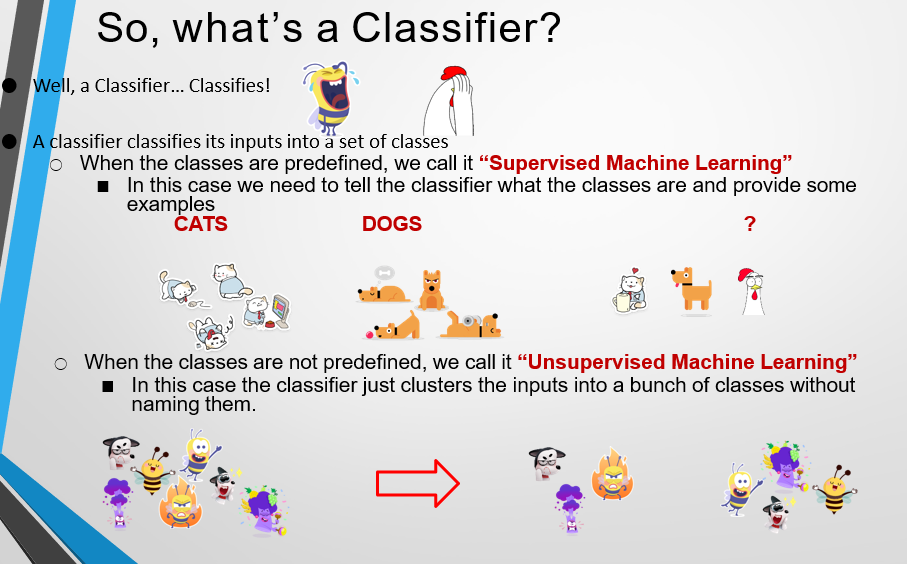 So, what's a Classifier?
● Well, a Classifier... Classifies!
● A classifier classifies its inputs into a set of classes
○ When the classes are predefined, we call it “Supervised Machine Learning”
■ In this case we need to tell the classifier what the classes are and provide some
examples
CATS DOGS ?
○ When the classes are not predefined, we call it “Unsupervised Machine Learning”
■ In this case the classifier just clusters the inputs into a bunch of classes without
naming them.